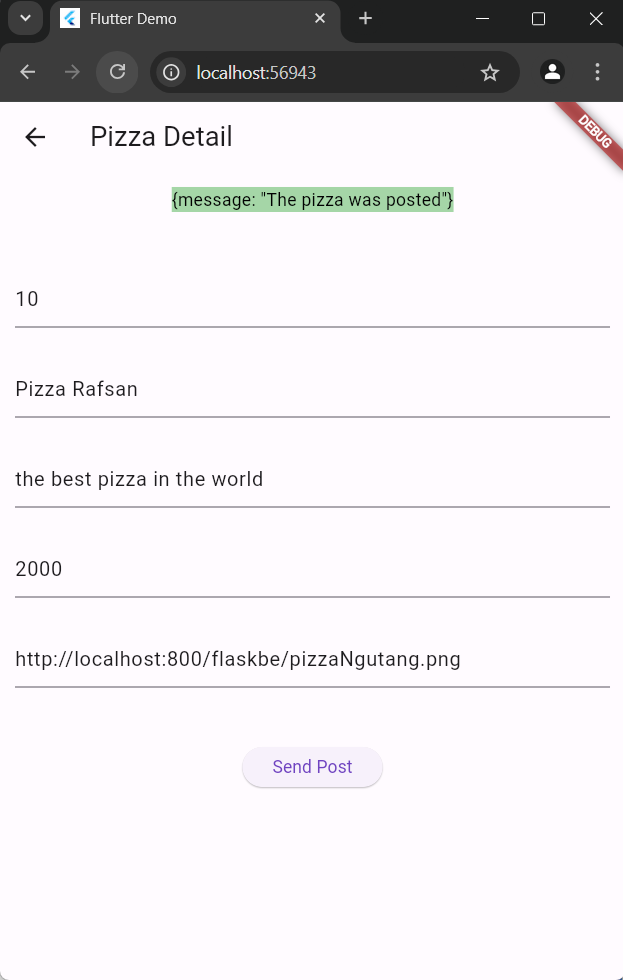 Flutter Demo
localhost:56943
Pizza Detail
DEBUG
{message: "The pizza was posted"}
10
Pizza Rafsan
the best pizza in the world
2000
http://localhost:800/flaskbe/pizzaNgutang.png
Send Post